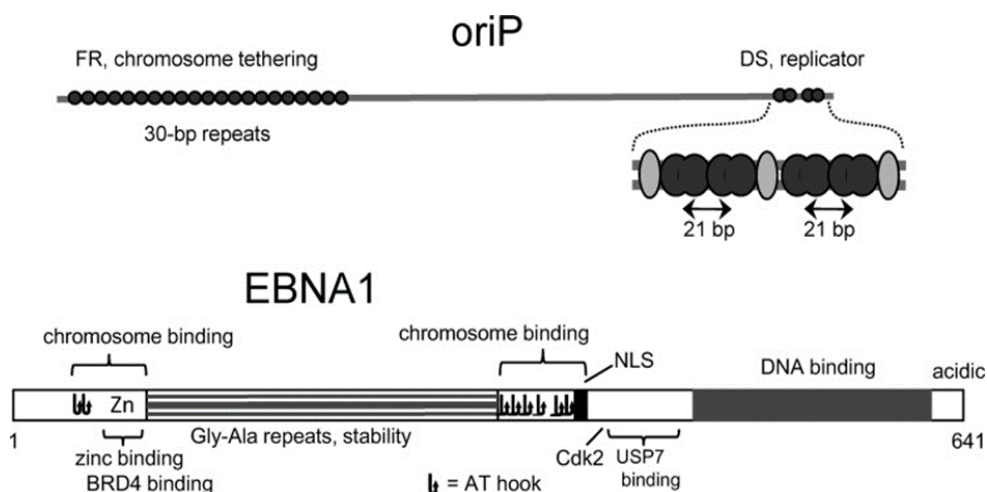 oriP
FR, chromosome tethering
DS, replicator
30-bp repeats
21 bp
21 bp
EBNA1
chromosome binding
chromosome binding
NLS
DNA binding
acidic
Zn
1
Gly-Ala repeats, stability
641
zinc binding
BRD4 binding
Cdk2
USP7
binding
= AT hook